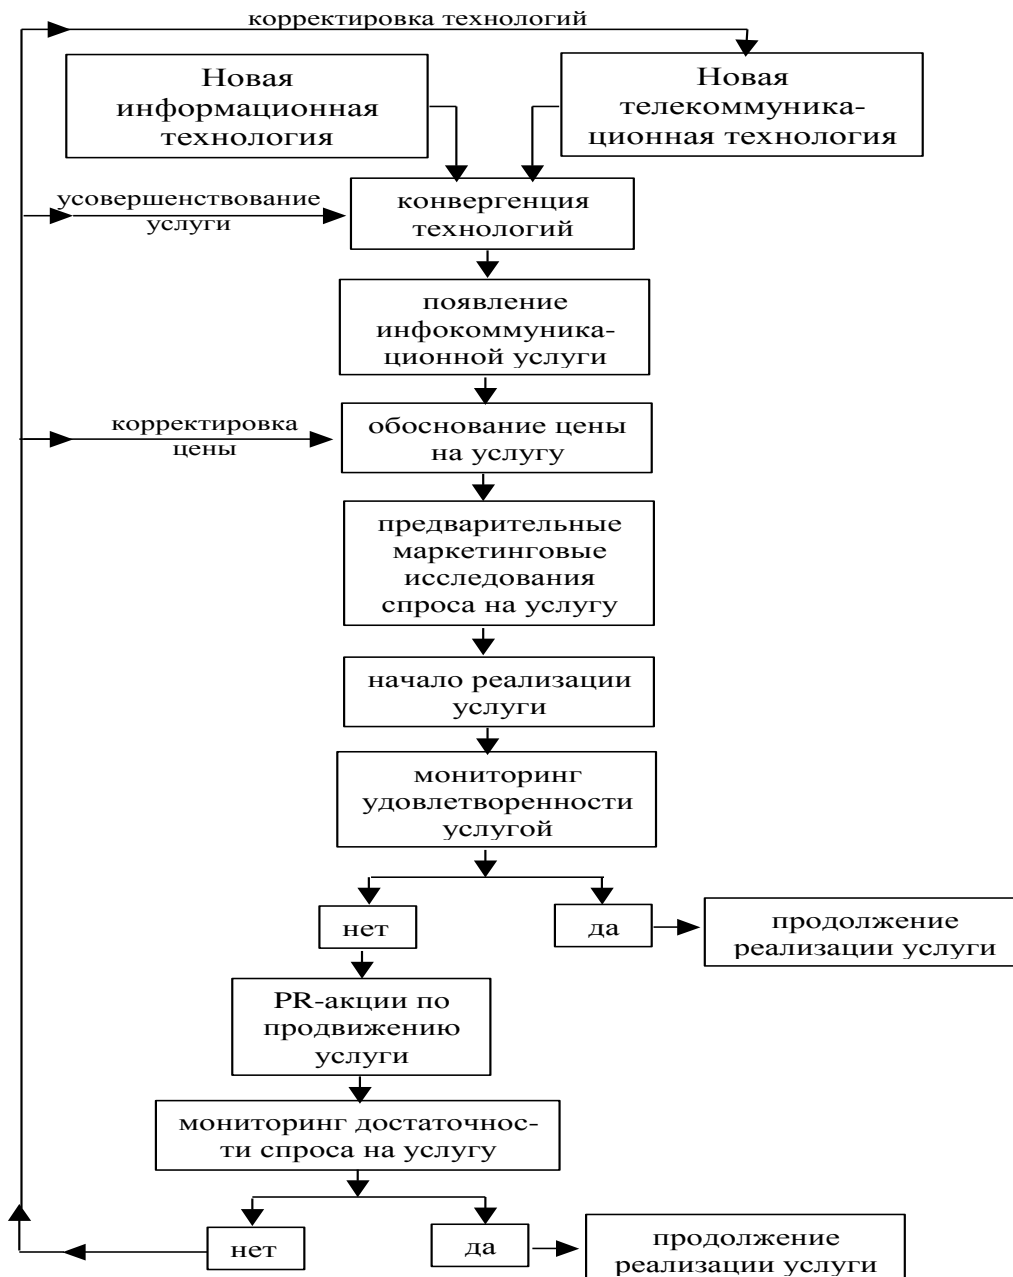 корректировка технологий
Новая
информационная
технология
Новая
телекоммуника-
ционная технология
усовершенствование
услуги
конвергенция
технологий
появление
инфокоммуника-
ционной услуги
корректировка
цены
обоснование цены
на услугу
предварительные
маркетинговые
исследования
спроса на услугу
начало реализации
услуги
мониторинг
удовлетворенности
услугой
нет
да
продолжение
реализации услуги
PR-акции по
продвижению
услуги
мониторинг достаточнос-
ти спроса на услугу
нет
да
продолжение
реализации услуги